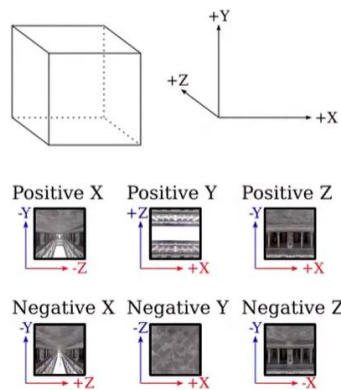 +Y
+Z
+X
Positive X Positive Y Positive Z
-Y +Z -Y
-Z +X +X
Negative X Negative Y Negative Z
-Y -Z -Y
+Z +X -X